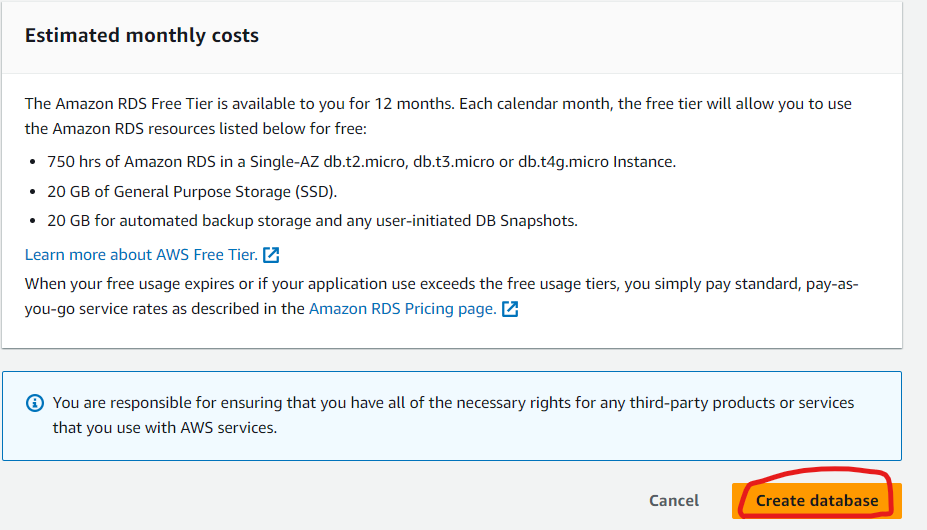 Estimated monthly costs
The Amazon RDS Free Tier is available to you for 12 months. Each calendar month, the free tier will allow you to use
the Amazon RDS resources listed below for free:
• 750 hrs of Amazon RDS in a Single-AZ db.t2.micro, db.t3.micro or db.t4g.micro Instance.
• 20 GB of General Purpose Storage (SSD).
• 20 GB for automated backup storage and any user-initiated DB Snapshots.
Learn more about AWS Free Tier.
When your free usage expires or if your application use exceeds the free usage tiers, you simply pay standard, pay-as-
you-go service rates as described in the Amazon RDS Pricing page.
You are responsible for ensuring that you have all of the necessary rights for any third-party products or services
that you use with AWS services.
Cancel Create database